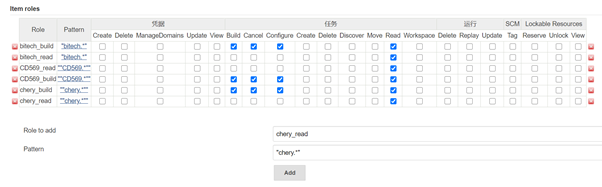 Item roles
Role Pattern 凭据 任务 运行 SCM Lockable Resources
Create Delete ManageDomains Update View Build Cancel Configure Create Delete Discover Move Read Workspace Delete Replay Update Tag Reserve Unlock View
bitech_build "bitech.*"
bitech_read "bitech.*"
CD569_read ""CD569.*""
CD569_build ""CD569.*""
chery_build ""chery.*""
chery_read ""chery.*""
Role to add chery_read
Pattern "chery.*"
Add